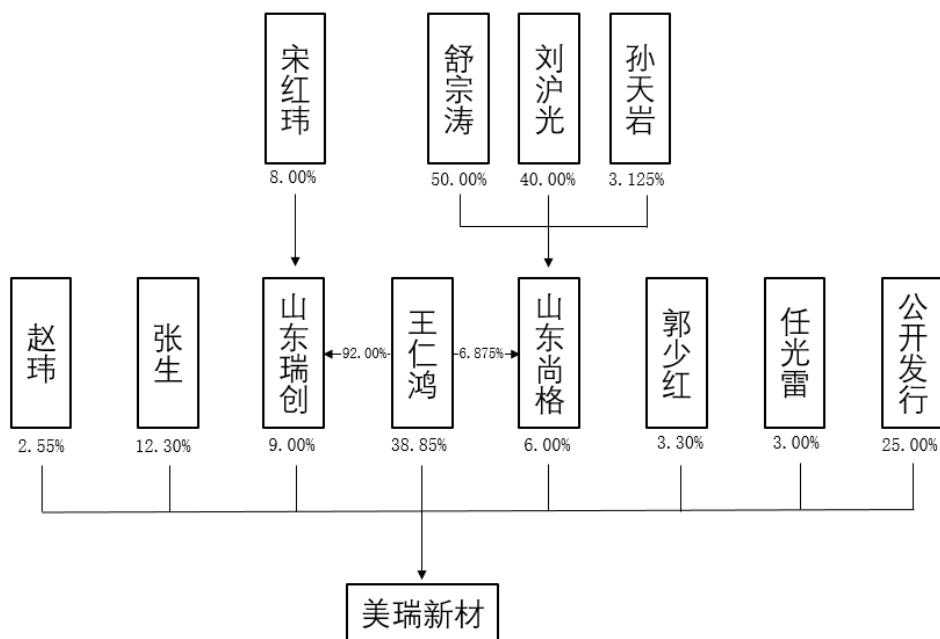 宋红玮
舒宗涛
刘沪光
孙天岩
8.00%
50.00%
40.00%
3.125%
赵玮
张生
山东瑞创
92.00%
王仁鸿
6.875%
山东尚格
郭少红
任光雷
公开发行
2.55%
12.30%
9.00%
38.85%
6.00%
3.30%
3.00%
25.00%
美瑞新材